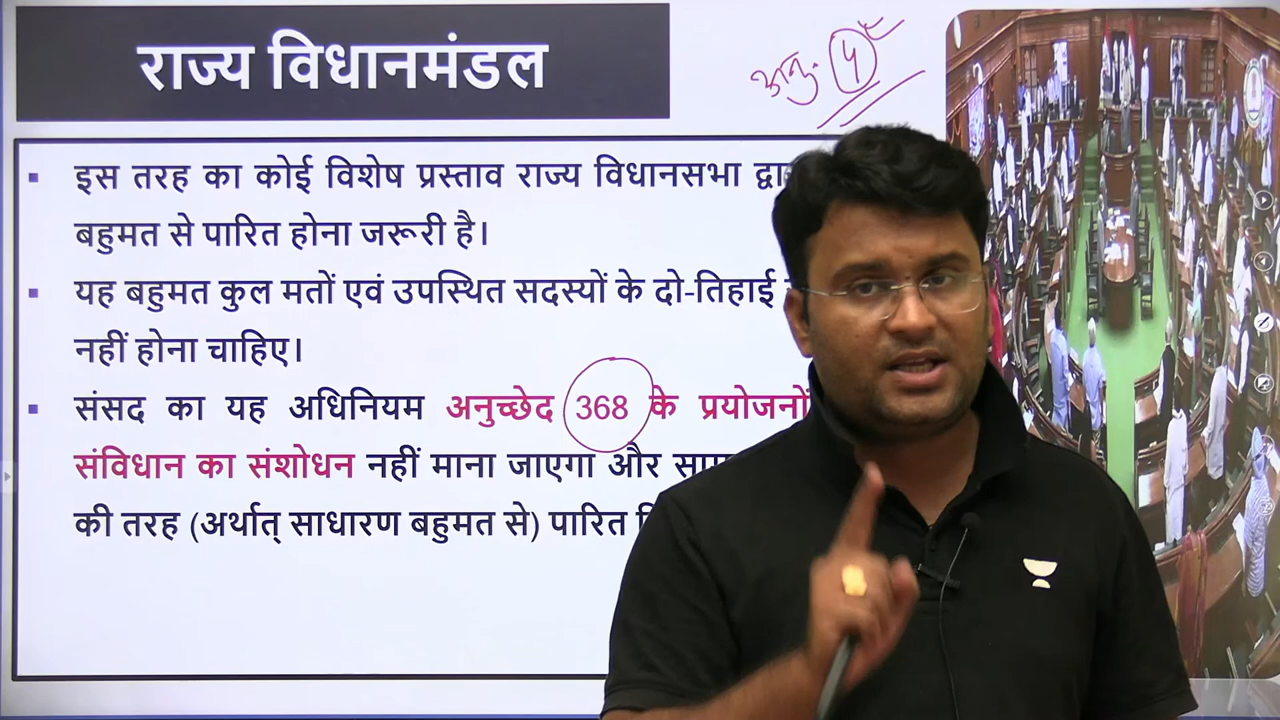 राज्य विधानमंडल
अनु.
इस तरह का कोई विशेष प्रस्ताव राज्य विधानसभा
बहुमत से पारित होना जरूरी है।
यह बहुमत कुल मतों एवं उपस्थित सदस्यों के दो-तिहाई
नहीं होना चाहिए।
संसद का यह अधिनियम अनुच्छेद 368 के प्रयोजनों
संविधान का संशोधन नहीं माना जाएगा और
की तरह (अर्थात् साधारण बहुमत से) पारित